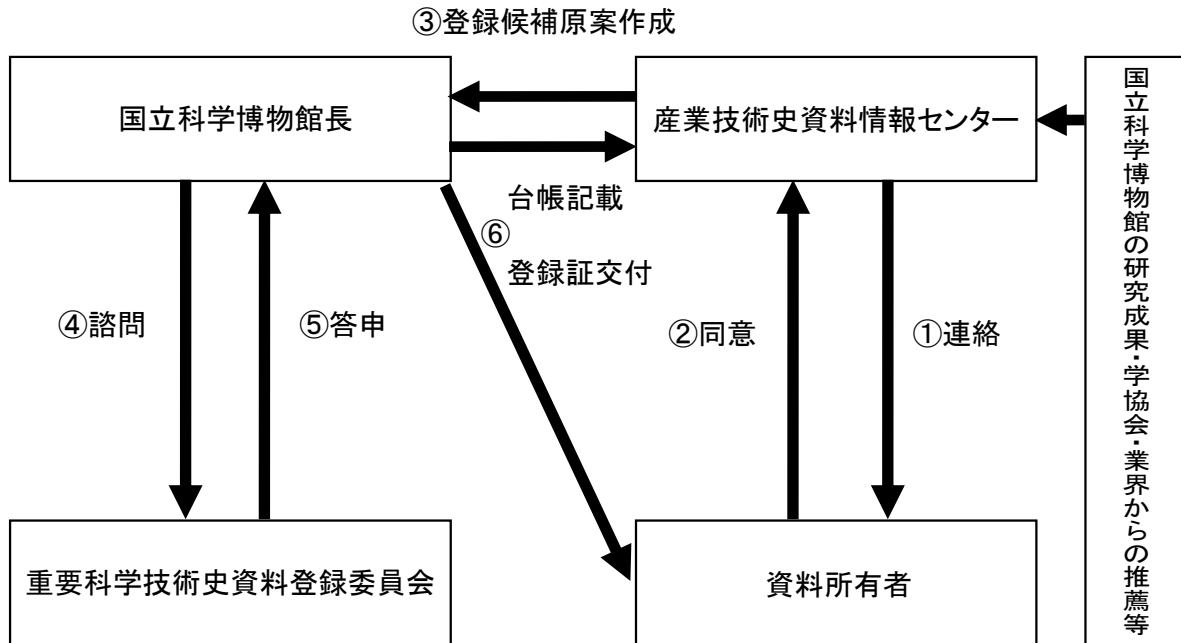 ③登録候補原案作成
国立科学博物館長
産業技術史資料情報センター
国立科学博物館の研究成果・学協会・業界からの推薦等
台帳記載
⑥
登録証交付
④諮問
⑤答申
②同意
①連絡
重要科学技術史資料登録委員会
資料所有者